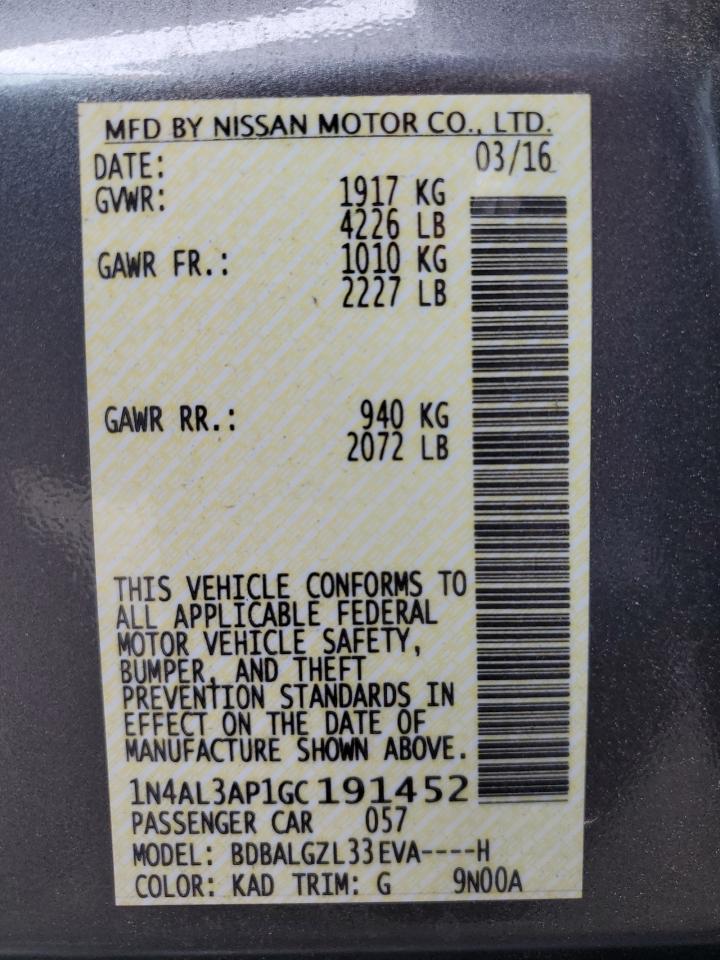 MFD BY NISSAN MOTOR CO., LTD.
DATE: 03/16
GVWR: 1917 KG
4226 LB
GAWR FR.: 1010 KG
2227 LB
GAWR RR.: 940 KG
2072 LB
THIS VEHICLE CONFORMS TO
ALL APPLICABLE FEDERAL
MOTOR VEHICLE SAFETY,
BUMPER, AND THEFT
PREVENTION STANDARDS IN
EFFECT ON THE DATE OF
MANUFACTURE SHOWN ABOVE.
1N4AL3AP1GC191452
PASSENGER CAR 057
MODEL: BDBALGZL33EVA----H
COLOR: KAD TRIM: G 9N00A